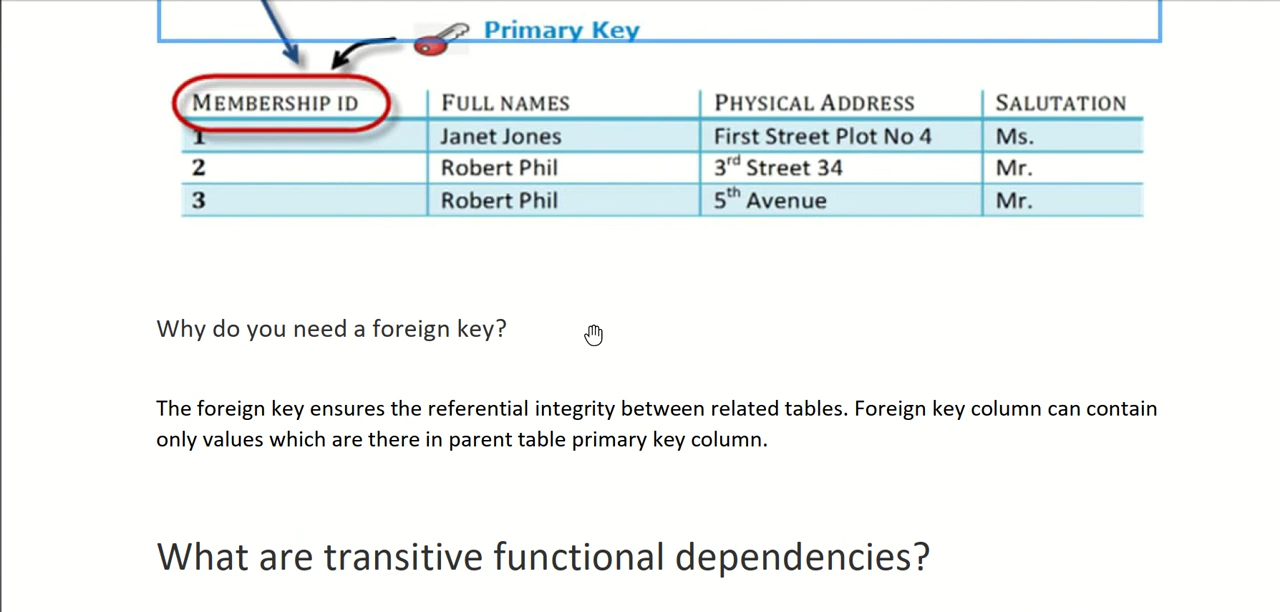 Primary Key
MEMBERSHIP ID FULL NAMES PHYSICAL ADDRESS SALUTATION
1 Janet Jones First Street Plot No 4 Ms.
2 Robert Phil 3rd Street 34 Mr.
3 Robert Phil 5th Avenue Mr.
Why do you need a foreign key?
The foreign key ensures the referential integrity between related tables. Foreign key column can contain
only values which are there in parent table primary key column.
What are transitive functional dependencies?